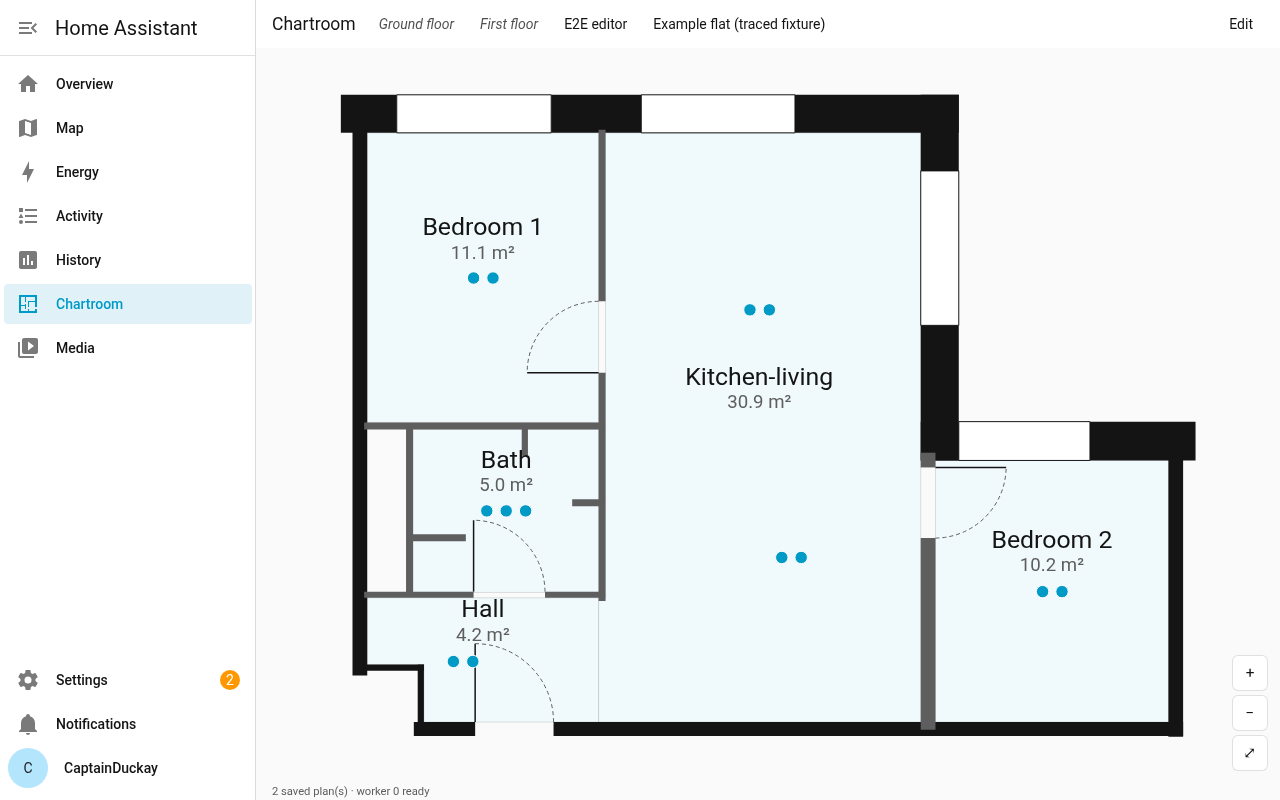 Home Assistant
Overview
Map
Energy
Activity
History
Chartroom
Media
Settings
2
Notifications
C
CaptainDuckay
Chartroom
Ground floor
First floor
E2E editor
Example flat (traced fixture)
Edit
Bedroom 1
11.1 m²
Kitchen-living
30.9 m²
Bath
5.0 m²
Bedroom 2
10.2 m²
Hall
4.2 m²
+
−
⤢
2 saved plan(s) · worker 0 ready